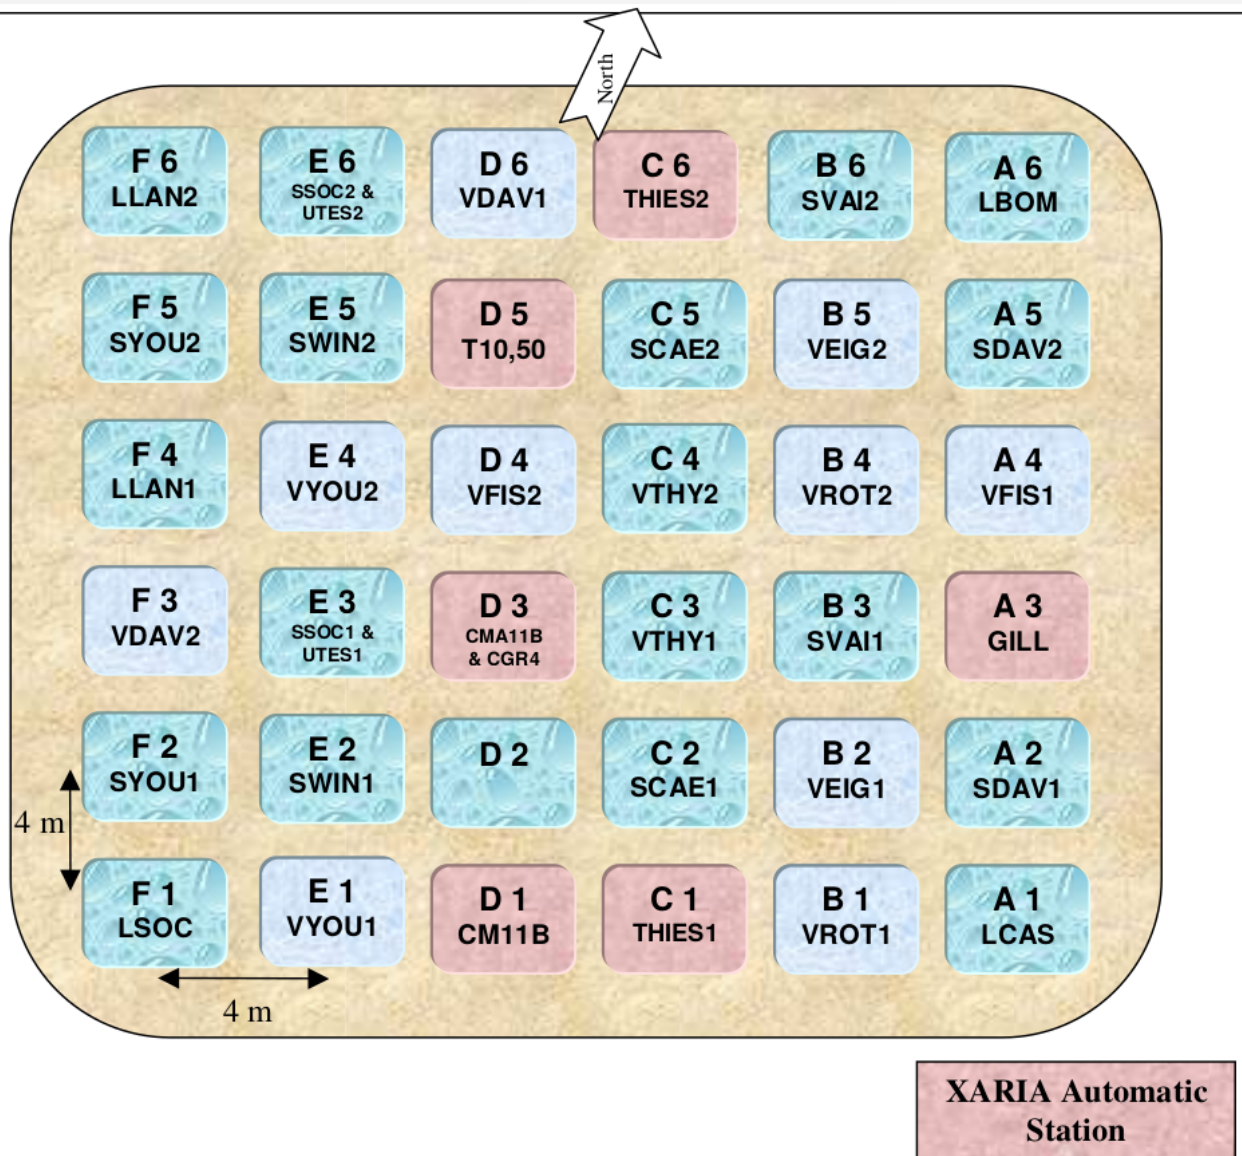 North
F 6
LLAN2
E 6
SSOC2 &
UTES2
D 6
VDAV1
C 6
THIES2
B 6
SVAI2
A 6
LBOM
F 5
SYOU2
E 5
SWIN2
D 5
T10,50
C 5
SCAE2
B 5
VEIG2
A 5
SDAV2
F 4
LLAN1
E 4
VYOU2
D 4
VFIS2
C 4
VTHY2
B 4
VROT2
A 4
VFIS1
F 3
VDAV2
E 3
SSOC1 &
UTES1
D 3
CMA11B
& CGR4
C 3
VTHY1
B 3
SVAI1
A 3
GILL
F 2
SYOU1
E 2
SWIN1
D 2
C 2
SCAE1
B 2
VEIG1
A 2
SDAV1
4 m
F 1
LSOC
E 1
VYOU1
D 1
CM11B
C 1
THIES1
B 1
VROT1
A 1
LCAS
4 m
XARIA Automatic
Station